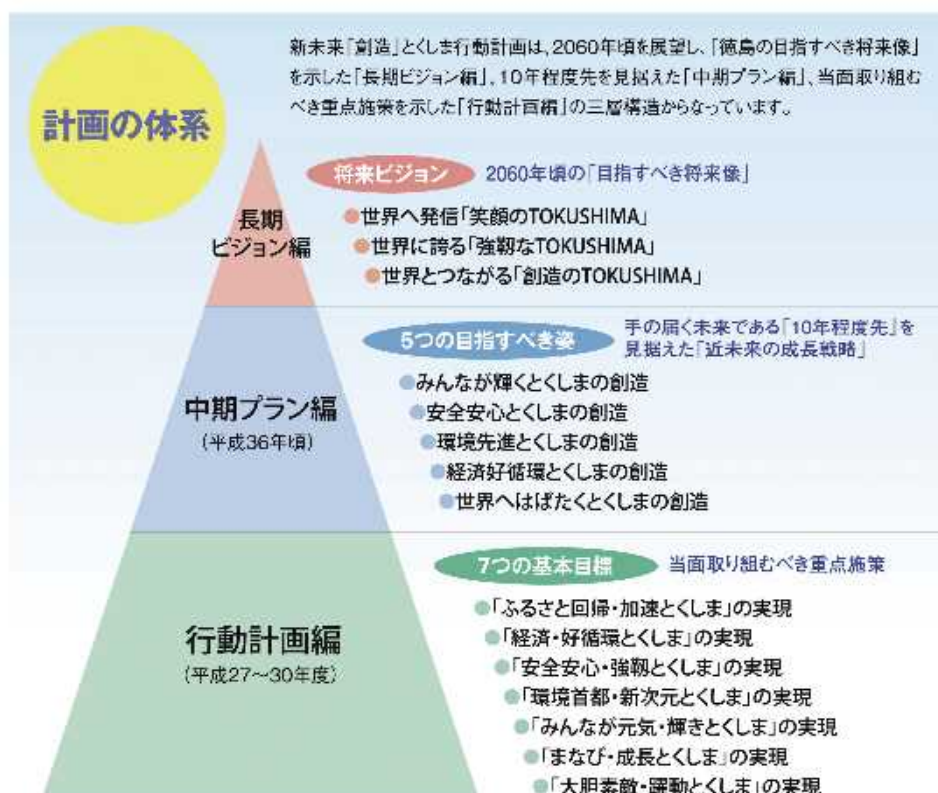 計画の体系
新未来「創造」とくしま行動計画は、2060年頃を展望し、「徳島の目指すべき将来像」
を示した「長期ビジョン編」、10年程度先を見据えた「中期プラン編」、当面取り組む
べき重点施策を示した「行動計画編」の三層構造からなっています。
長期
ビジョン編
将来ビジョン 2060年頃の「目指すべき将来像」
●世界へ発信「笑顔のTOKUSHIMA」
●世界に誇る「強靱なTOKUSHIMA」
●世界とつながる「創造のTOKUSHIMA」
中期プラン編
(平成36年頃)
5つの目指すべき姿 手の届く未来である「10年程度先」を
見据えた「近未来の成長戦略」
●みんなが輝くとくしまの創造
●安全安心とくしまの創造
●環境先進とくしまの創造
●経済好循環とくしまの創造
●世界へはばたくとくしまの創造
行動計画編
(平成27～30年度)
7つの基本目標 当面取り組むべき重点施策
●「ふるさと回帰・加速とくしま」の実現
●「経済・好循環とくしま」の実現
●「安全安心・強靱とくしま」の実現
●「環境首都・新次元とくしま」の実現
●「みんなが元気・輝きとくしま」の実現
●「まなび・成長とくしま」の実現
●「大胆素敵・躍動とくしま」の実現